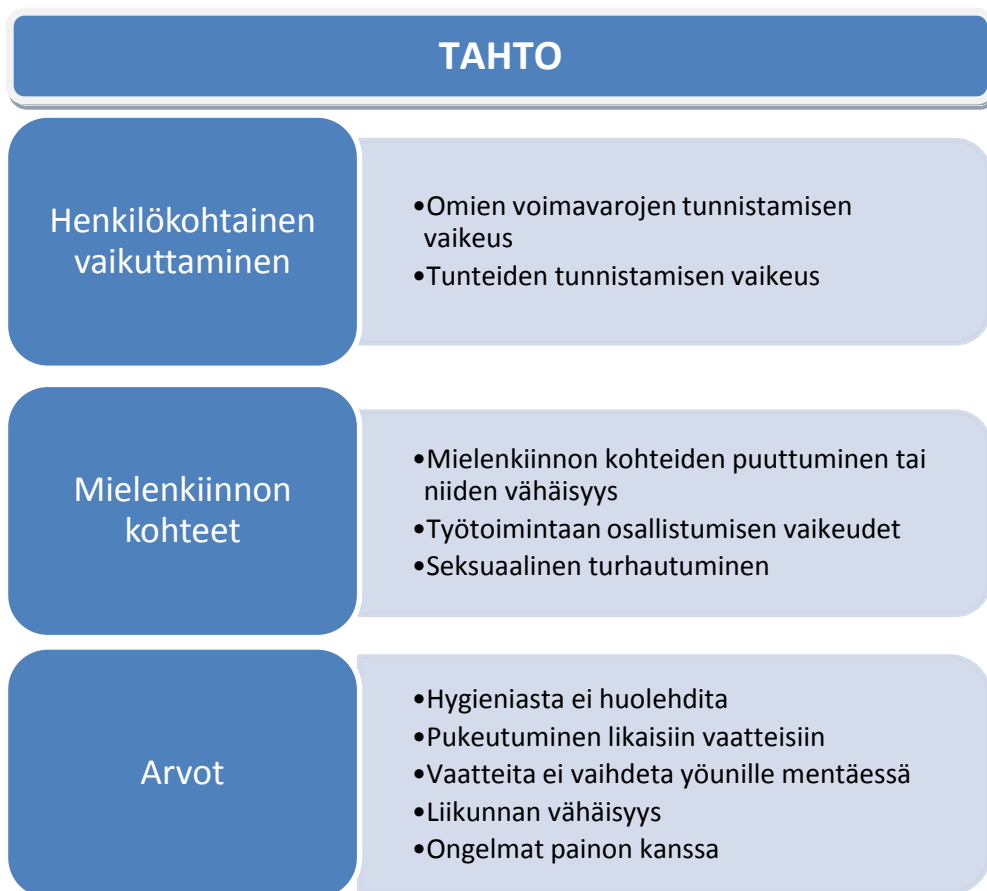 TAHTO
Henkilökohtainen
vaikuttaminen
•Omien voimavarojen tunnistamisen
vaikeus
•Tunteiden tunnistamisen vaikeus
Mielenkiinnon
kohteet
•Mielenkiinnon kohteiden puuttuminen tai
niiden vähäisyys
•Työtoimintaan osallistumisen vaikeudet
•Seksuaalinen turhautuminen
Arvot
•Hygieniasta ei huolehdita
•Pukeutuminen likaisiin vaatteisiin
•Vaatteita ei vaihdeta yöunille mentäessä
•Liikunnan vähäisyys
•Ongelmat painon kanssa